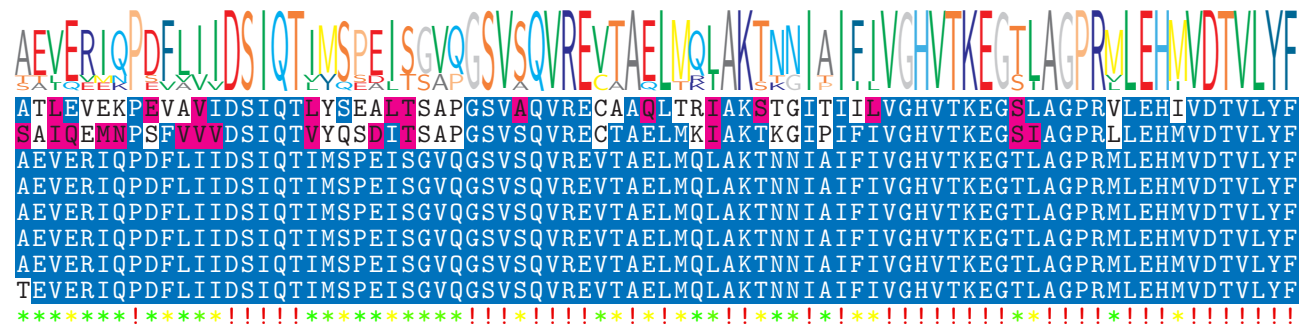 AEVERIQPDFLIIDSIQTIMSPEISGVQGSVSQVREVTAELMQLAKTNNIAIFIVGHVTKEGTLAGPRMLEHMVDTVLYF
ATLEVEKPEVAVIDSIQTLYSEALTSAPGSVAQVRECAAQLTRIAKSTGITIILVGHVTKEGSLAGPRVLEHIVDTVLYF
SAIQEMNPSFVVVDSIQTVYQSDITSAPGSVSQVRECTAELMKIAKTKGIPIFIVGHVTKEGSIAGPRLLEHMVDTVLYF
AEVERIQPDFLIIDSIQTIMSPEISGVQGSVSQVREVTAELMQLAKTNNIAIFIVGHVTKEGTLAGPRMLEHMVDTVLYF
AEVERIQPDFLIIDSIQTIMSPEISGVQGSVSQVREVTAELMQLAKTNNIAIFIVGHVTKEGTLAGPRMLEHMVDTVLYF
AEVERIQPDFLIIDSIQTIMSPEISGVQGSVSQVREVTAELMQLAKTNNIAIFIVGHVTKEGTLAGPRMLEHMVDTVLYF
AEVERIQPDFLIIDSIQTIMSPEISGVQGSVSQVREVTAELMQLAKTNNIAIFIVGHVTKEGTLAGPRMLEHMVDTVLYF
AEVERIQPDFLIIDSIQTIMSPEISGVQGSVSQVREVTAELMQLAKTNNIAIFIVGHVTKEGTLAGPRMLEHMVDTVLYF
TEVERIQPDFLIIDSIQTIMSPEISGVQGSVSQVREVTAELMQLAKTNNIAIFIVGHVTKEGTLAGPRMLEHMVDTVLYF
*******!*****!!!!!**********!!!*!!!!**!*!***!!***!*!**!!!!!!!!**!!!!*!!!*!!!!!!!